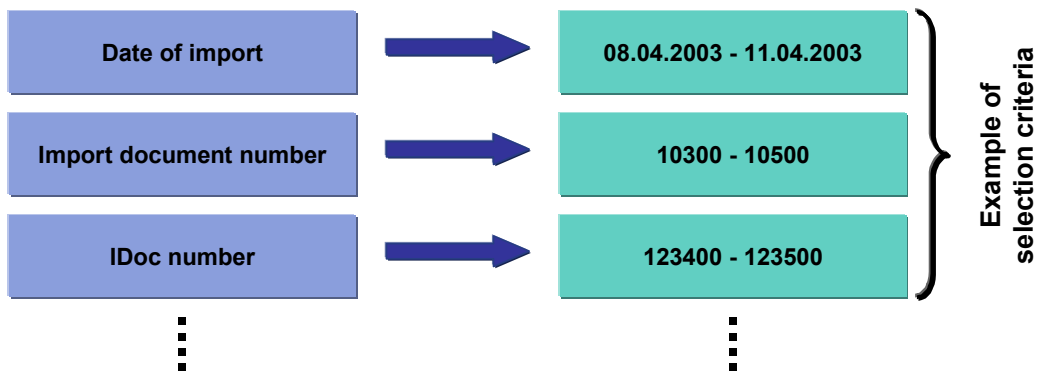 Date of import
08.04.2003 - 11.04.2003
Import document number
10300 - 10500
IDoc number
123400 - 123500
Example of
selection criteria